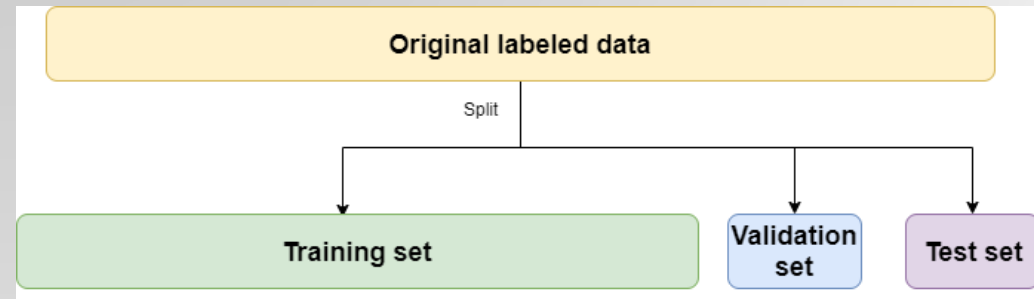 Original labeled data
Split
Training set
Validation
set
Test set